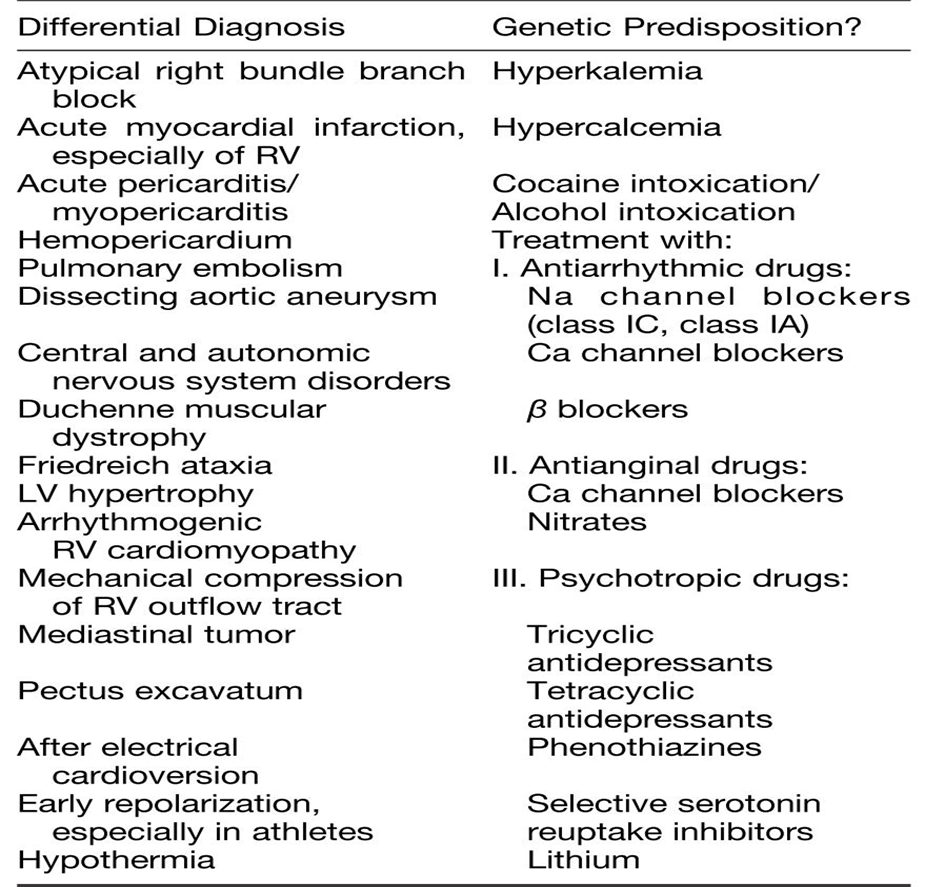 Differential Diagnosis Genetic Predisposition?
Atypical right bundle branch Hyperkalemia
block
Acute myocardial infarction, Hypercalcemia
especially of RV
Acute pericarditis/ Cocaine intoxication/
myopericarditis Alcohol intoxication
Hemopericardium Treatment with:
Pulmonary embolism I. Antiarrhythmic drugs:
Dissecting aortic aneurysm Na channel blockers
(class IC, class IA)
Central and autonomic Ca channel blockers
nervous system disorders
Duchenne muscular β blockers
dystrophy
Friedreich ataxia II. Antianginal drugs:
LV hypertrophy Ca channel blockers
Arrhythmogenic Nitrates
RV cardiomyopathy
Mechanical compression III. Psychotropic drugs:
of RV outflow tract
Mediastinal tumor Tricyclic
antidepressants
Pectus excavatum Tetracyclic
antidepressants
After electrical Phenothiazines
cardioversion
Early repolarization, Selective serotonin
especially in athletes reuptake inhibitors
Hypothermia Lithium